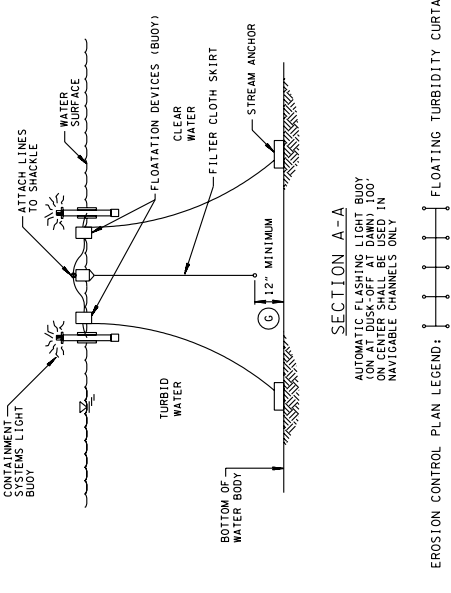 CONTAINMENT
SYSTEMS LIGHT
BUOY
ATTACH LINES
TO SHACKLE
WATER
SURFACE
FLOATATION DEVICES (BUOY)
CLEAR
WATER
FILTER CLOTH SKIRT
STREAM ANCHOR
TURBID
WATER
BOTTOM OF
WATER BODY
G
12" MINIMUM
SECTION A-A
AUTOMATIC FLASHING LIGHT BUOY
(ON AT DUSK-OFF AT DAWN) 100'
ON CENTER SHALL BE USED IN
NAVIGABLE CHANNELS ONLY
EROSION CONTROL PLAN LEGEND:
FLOATING TURBIDITY CURTA